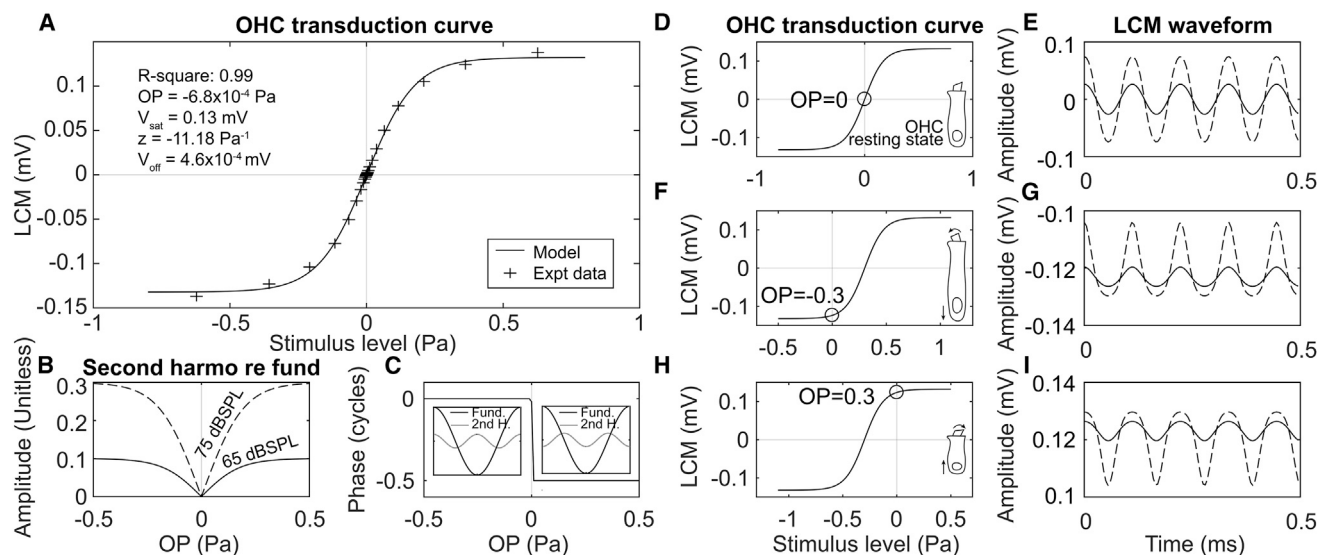 A
OHC transduction curve
LCM (mV)
0.1
0.05
0
-0.05
-0.1
-0.15
R-square: 0.99
OP = -6.8x10⁻⁴ Pa
Vsat = 0.13 mV
z = -11.18 Pa⁻¹
Voff = 4.6x10⁻⁴ mV
Model
Expt data
-1 -0.5 0 0.5 1
Stimulus level (Pa)
B
Second harmo re fund
Amplitude (Unitless)
0.3
0.2
0.1
0
75 dBSPL
65 dBSPL
-0.5 0 0.5
OP (Pa)
C
Phase (cycles)
0
-0.5
Fund.
2nd H.
Fund.
2nd H.
-0.5 0 0.5
OP (Pa)
D
OHC transduction curve
LCM (mV)
0.1
0
-0.1
OP=0
OHC
resting state
-1 0 1
E
LCM waveform
Amplitude (mV)
0.1
0
-0.1
0 0.5
F
LCM (mV)
0.1
0
-0.1
OP=-0.3
-0.5 0 0.5 1
G
Amplitude (mV)
-0.1
-0.12
-0.14
0 0.5
H
LCM (mV)
0.1
0
-0.1
OP=0.3
-1 -0.5 0 0.5
Stimulus level (Pa)
I
Amplitude (mV)
0.14
0.12
0.1
0 0.5
Time (ms)